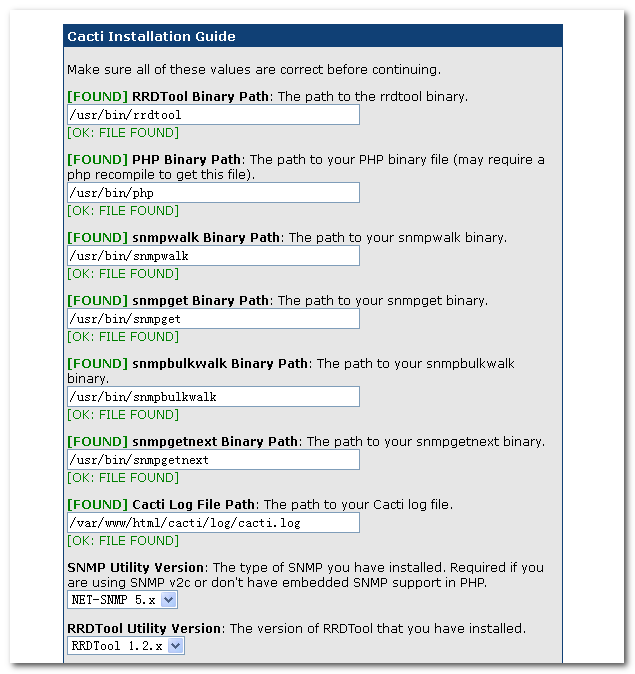 Cacti Installation Guide
Make sure all of these values are correct before continuing.
[FOUND] RRDTool Binary Path: The path to the rrdtool binary.
/usr/bin/rrdtool
[OK: FILE FOUND]
[FOUND] PHP Binary Path: The path to your PHP binary file (may require a
php recompile to get this file).
/usr/bin/php
[OK: FILE FOUND]
[FOUND] snmpwalk Binary Path: The path to your snmpwalk binary.
/usr/bin/snmpwalk
[OK: FILE FOUND]
[FOUND] snmpget Binary Path: The path to your snmpget binary.
/usr/bin/snmpget
[OK: FILE FOUND]
[FOUND] snmpbulkwalk Binary Path: The path to your snmpbulkwalk
binary.
/usr/bin/snmpbulkwalk
[OK: FILE FOUND]
[FOUND] snmpgetnext Binary Path: The path to your snmpgetnext binary.
/usr/bin/snmpgetnext
[OK: FILE FOUND]
[FOUND] Cacti Log File Path: The path to your Cacti log file.
/var/www/html/cacti/log/cacti.log
[OK: FILE FOUND]
SNMP Utility Version: The type of SNMP you have installed. Required if you
are using SNMP v2c or don't have embedded SNMP support in PHP.
NET-SNMP 5.x
RRDTool Utility Version: The version of RRDTool that you have installed.
RRDTool 1.2.x